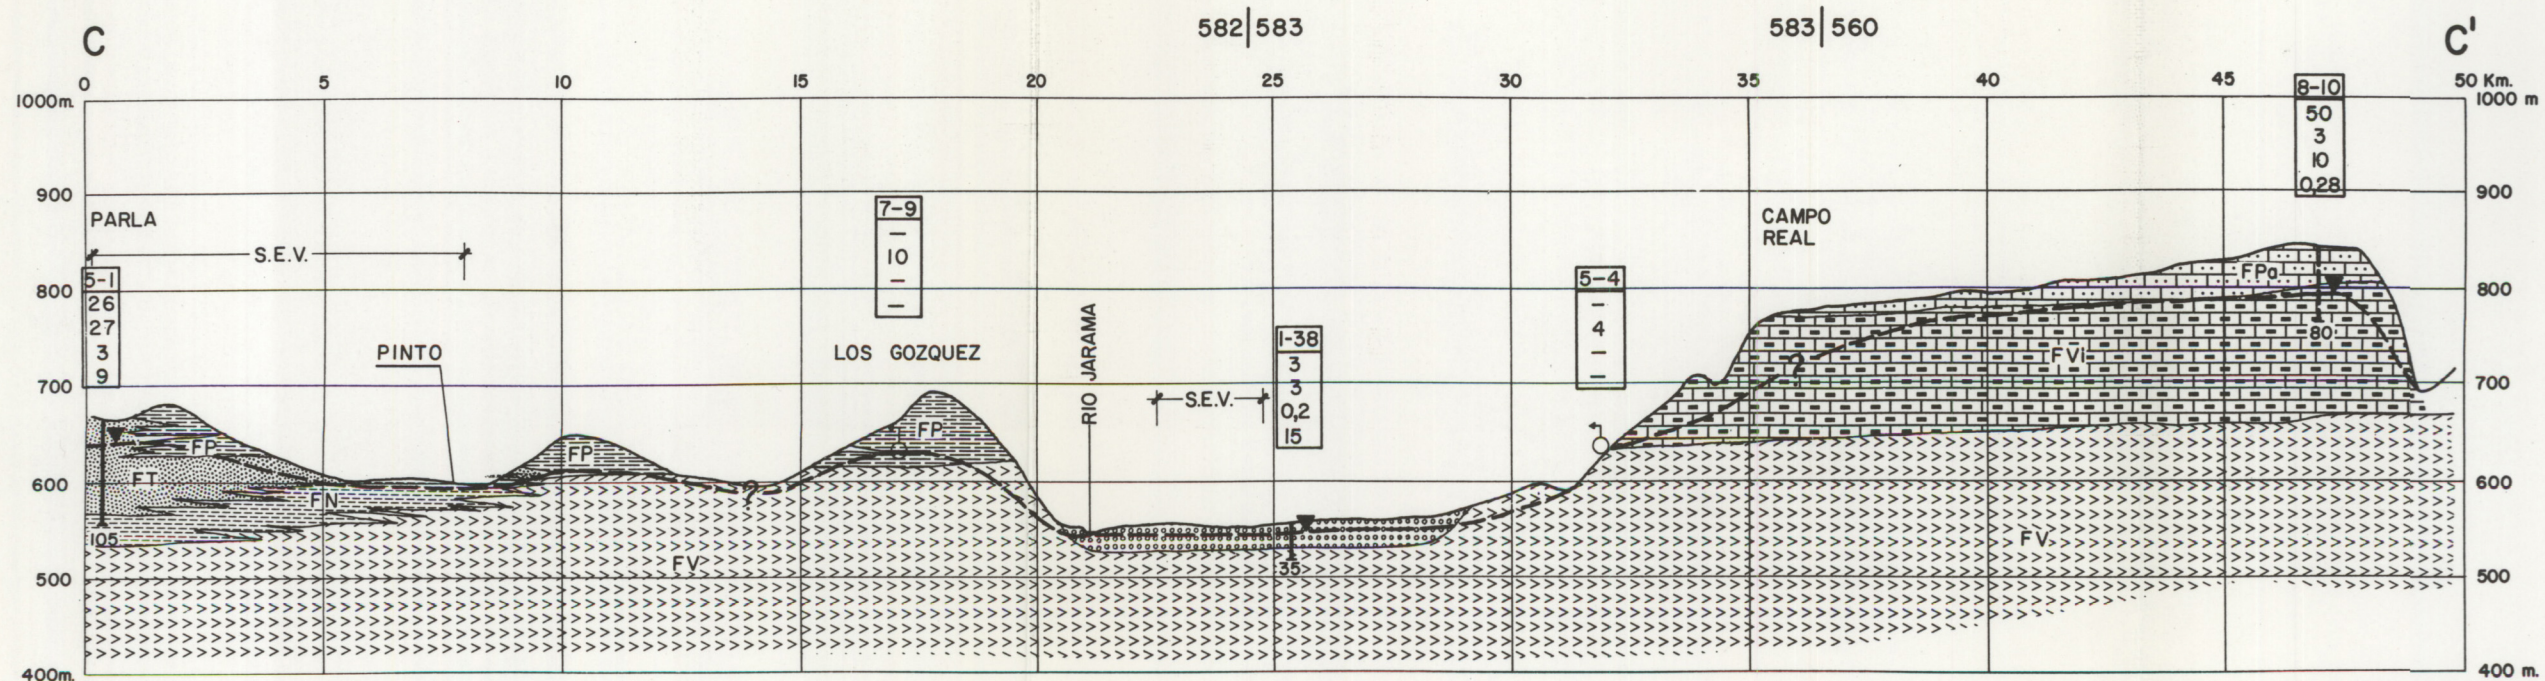 582|583
583|560
C
C'
0 5 10 15 20 25 30 35 40 45 50 Km.
1000m.
1000 m
8-10
50
3
10
0,28
900
900
PARLA
7-9
—
10
—
—
CAMPO
REAL
S.E.V.
5-1
26
27
3
9
800
800
5-4
—
4
—
—
FPa
RIO JARAMA
1-38
3
3
0,2
15
80
PINTO
LOS GOZQUEZ
FVi
?
700
700
S.E.V.
FP
FP
FP
FT
FN
?
600
600
105
35
FV
FV
500
500
400m.
400 m.